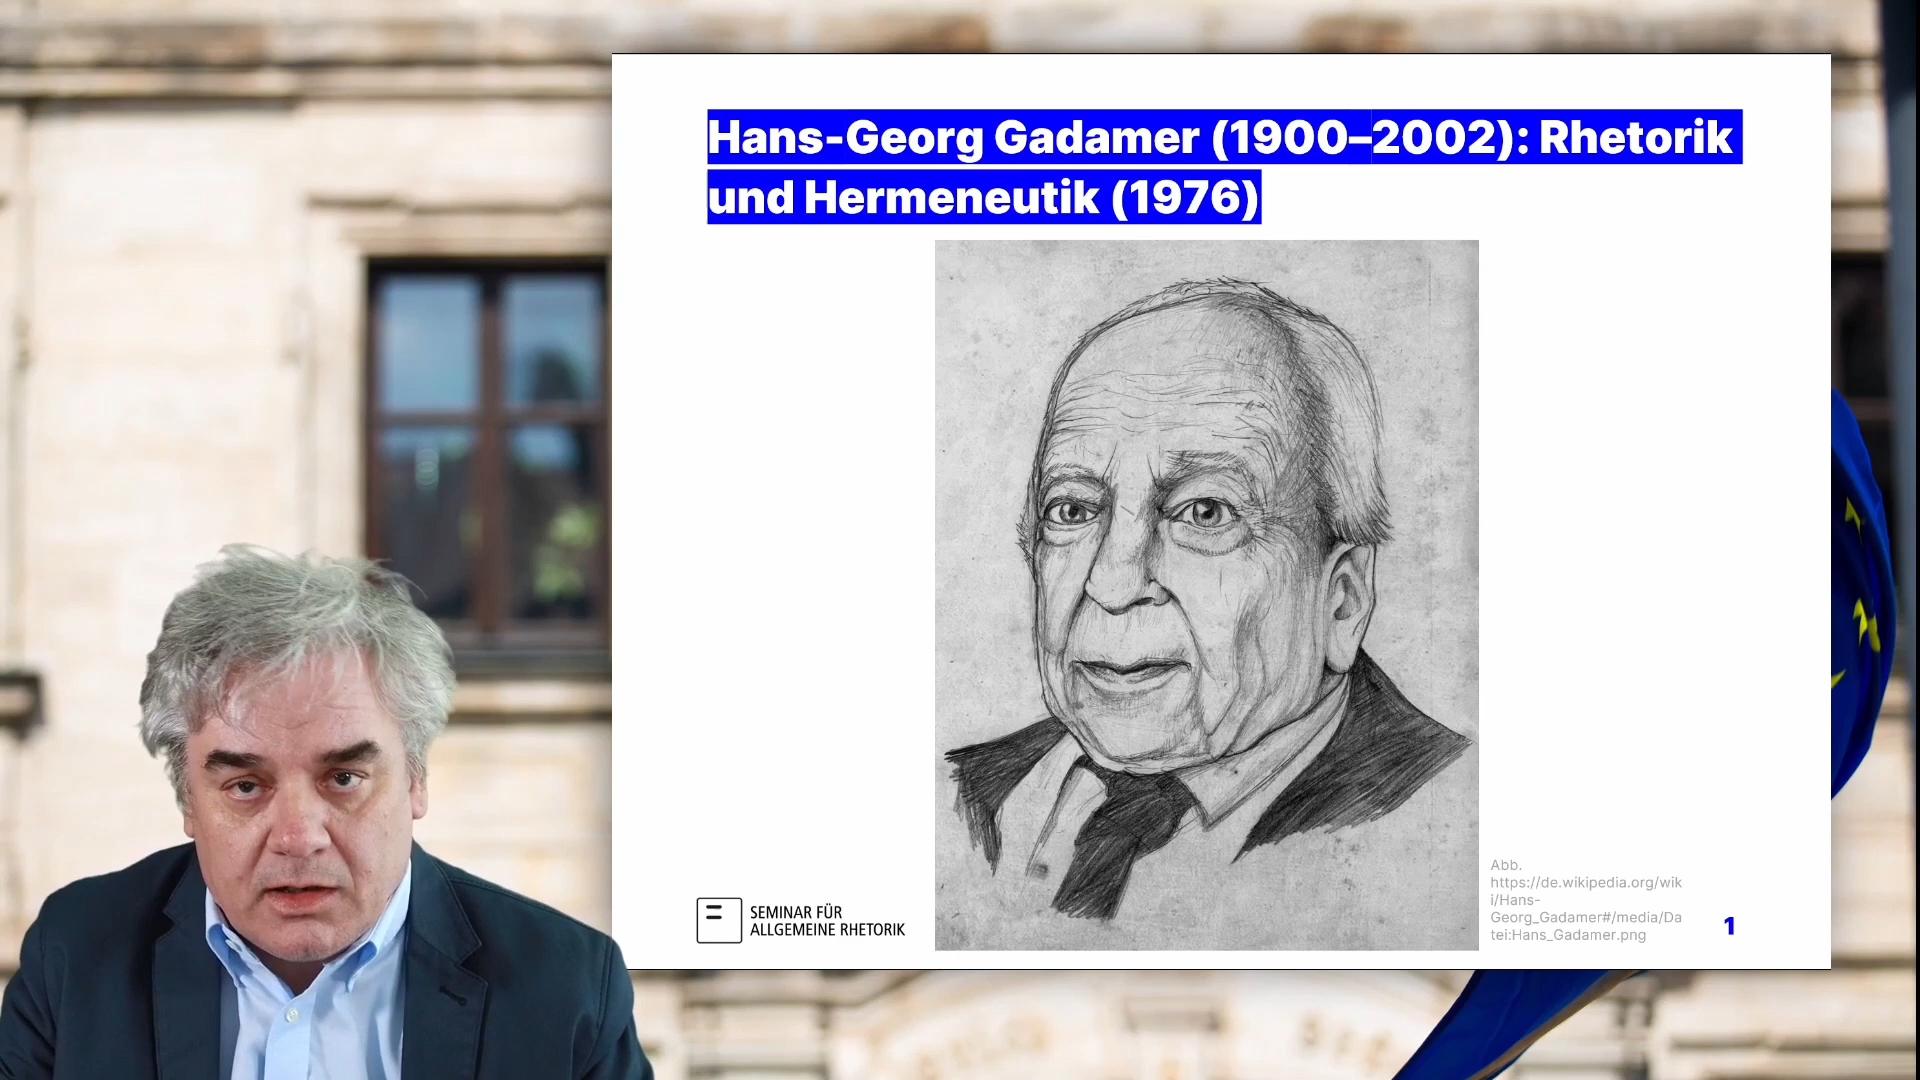 Hans-Georg Gadamer (1900–2002): Rhetorik
und Hermeneutik (1976)
Abb.
https://de.wikipedia.org/wik
i/Hans-
Georg_Gadamer#/media/Da
tei:Hans_Gadamer.png
SEMINAR FÜR
ALLGEMEINE RHETORIK
1